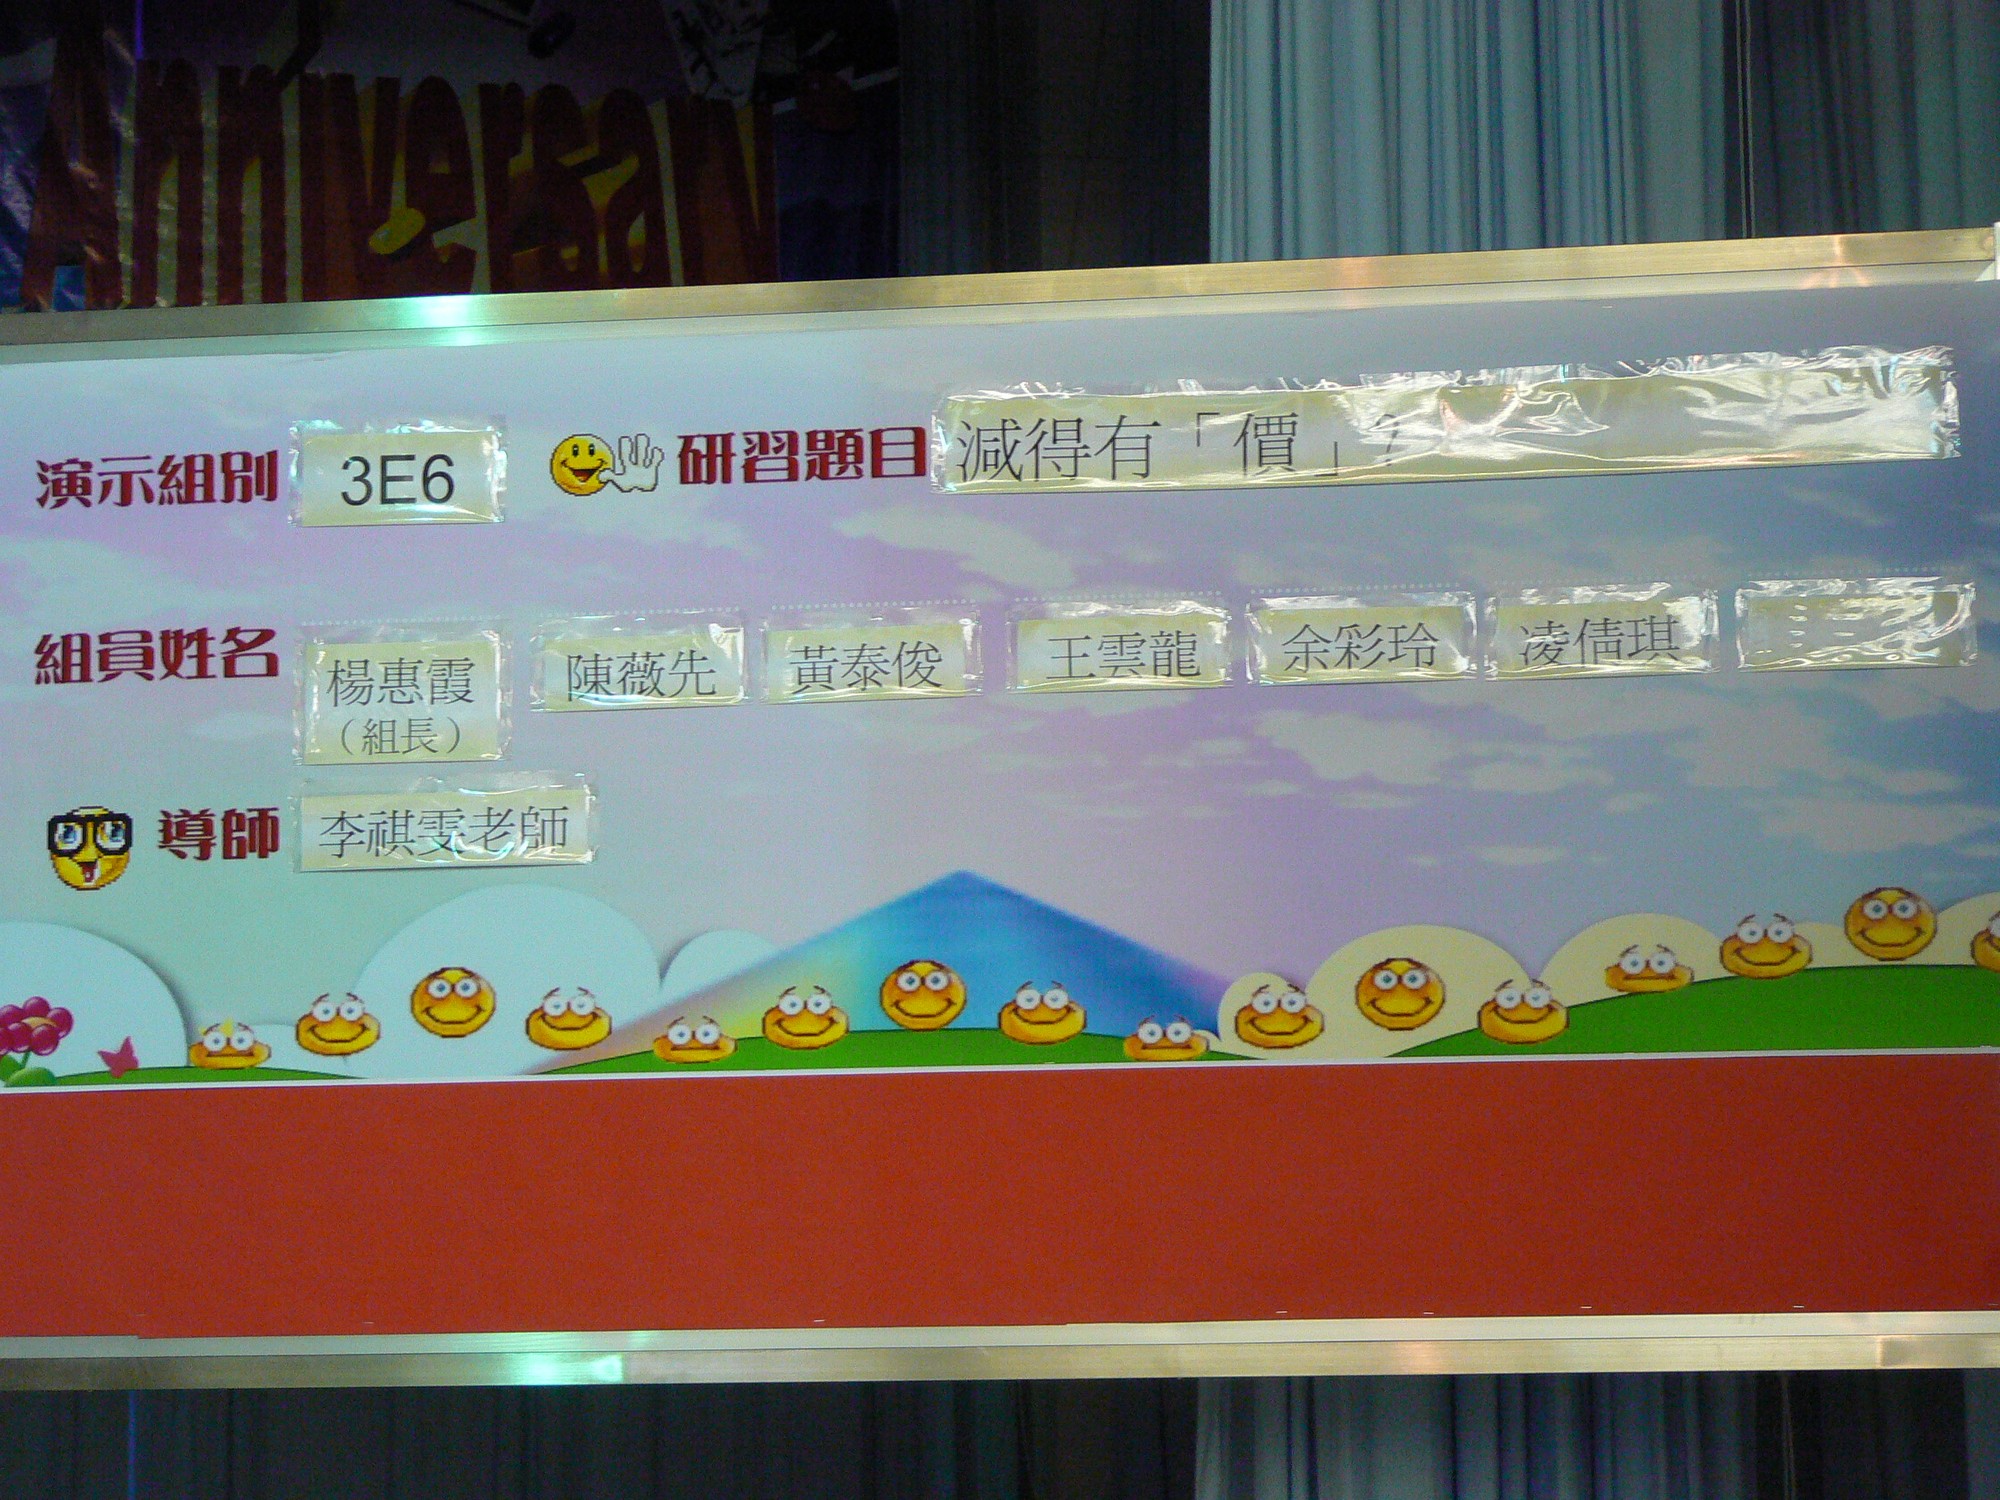 Anniversary
演示組別 3E6 研習題目 減得有「價」?
組員姓名 楊惠霞 陳薇先 黃泰俊 王雲龍 余彩玲 凌倩琪
（組長）
導師 李祺雯老師